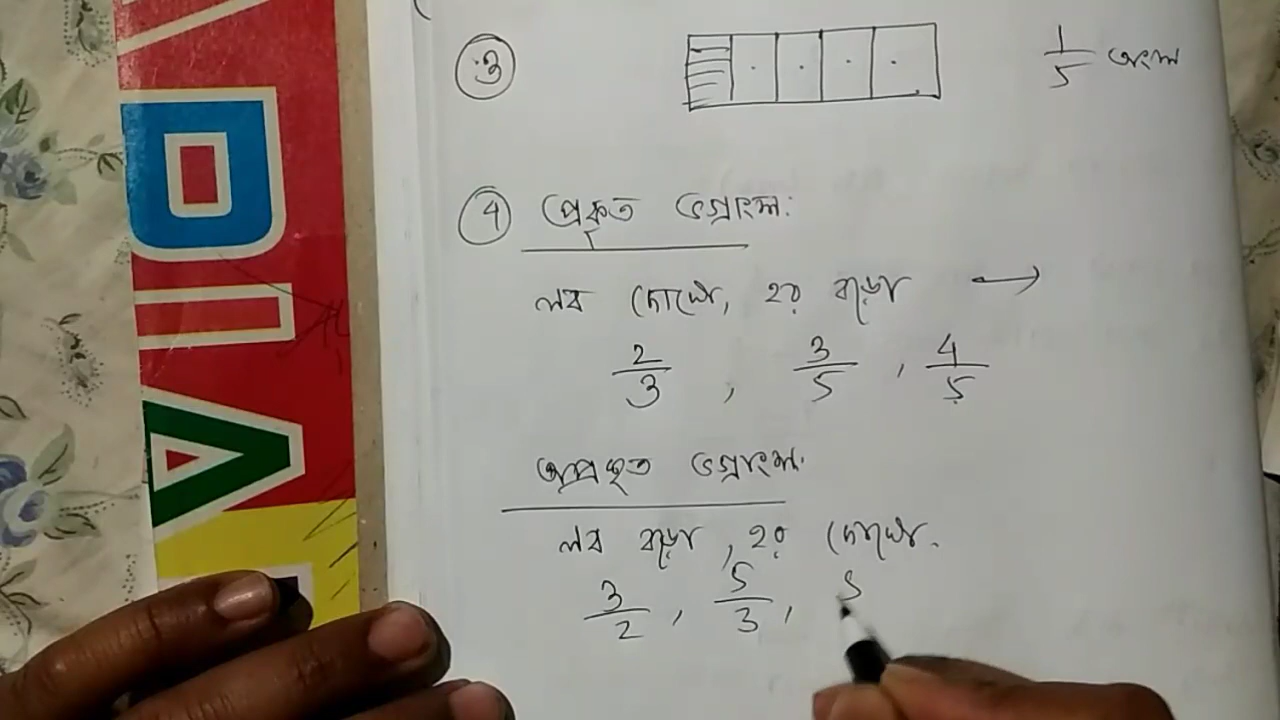 ③ 1/5 অংশ
④ প্রকৃত ভগ্নাংশ:
লব ছোটো, হর বড়ো →
2/3 , 3/5 , 4/5
অপ্রকৃত ভগ্নাংশ.
লব বড়ো , হর ছোটো.
3/2 , 5/3 , 5